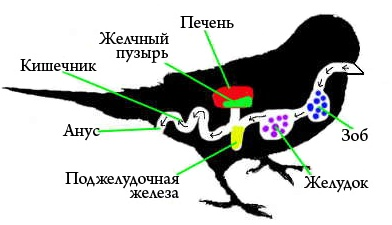 Печень
Желчный
пузырь
Кишечник
Анус
Зоб
Поджелудочная
железа
Желудок